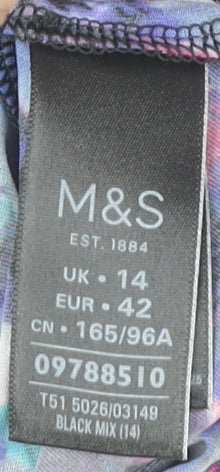 M&S
EST. 1884
UK • 14
EUR • 42
CN • 165/96A
09788510
T51 5026/03149
BLACK MIX (14)